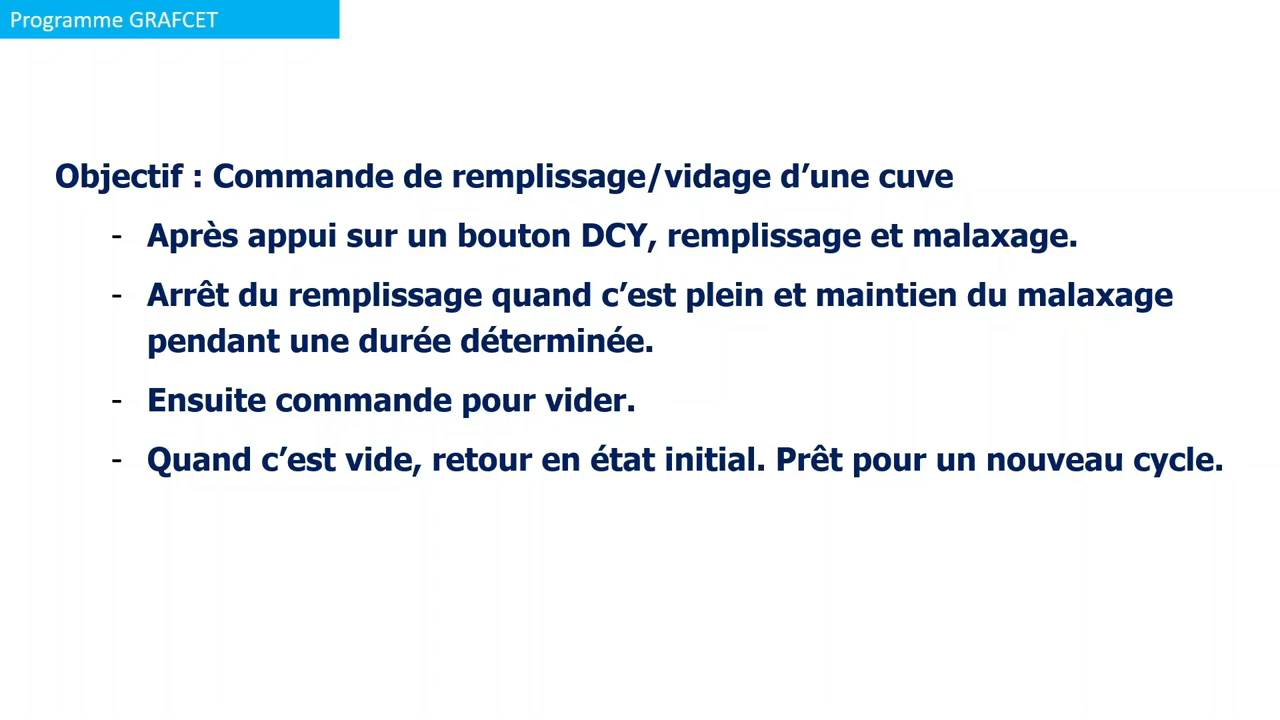 Programme GRAFCET
Objectif : Commande de remplissage/vidage d’une cuve
- Après appui sur un bouton DCY, remplissage et malaxage.
- Arrêt du remplissage quand c’est plein et maintien du malaxage
pendant une durée déterminée.
- Ensuite commande pour vider.
- Quand c’est vide, retour en état initial. Prêt pour un nouveau cycle.